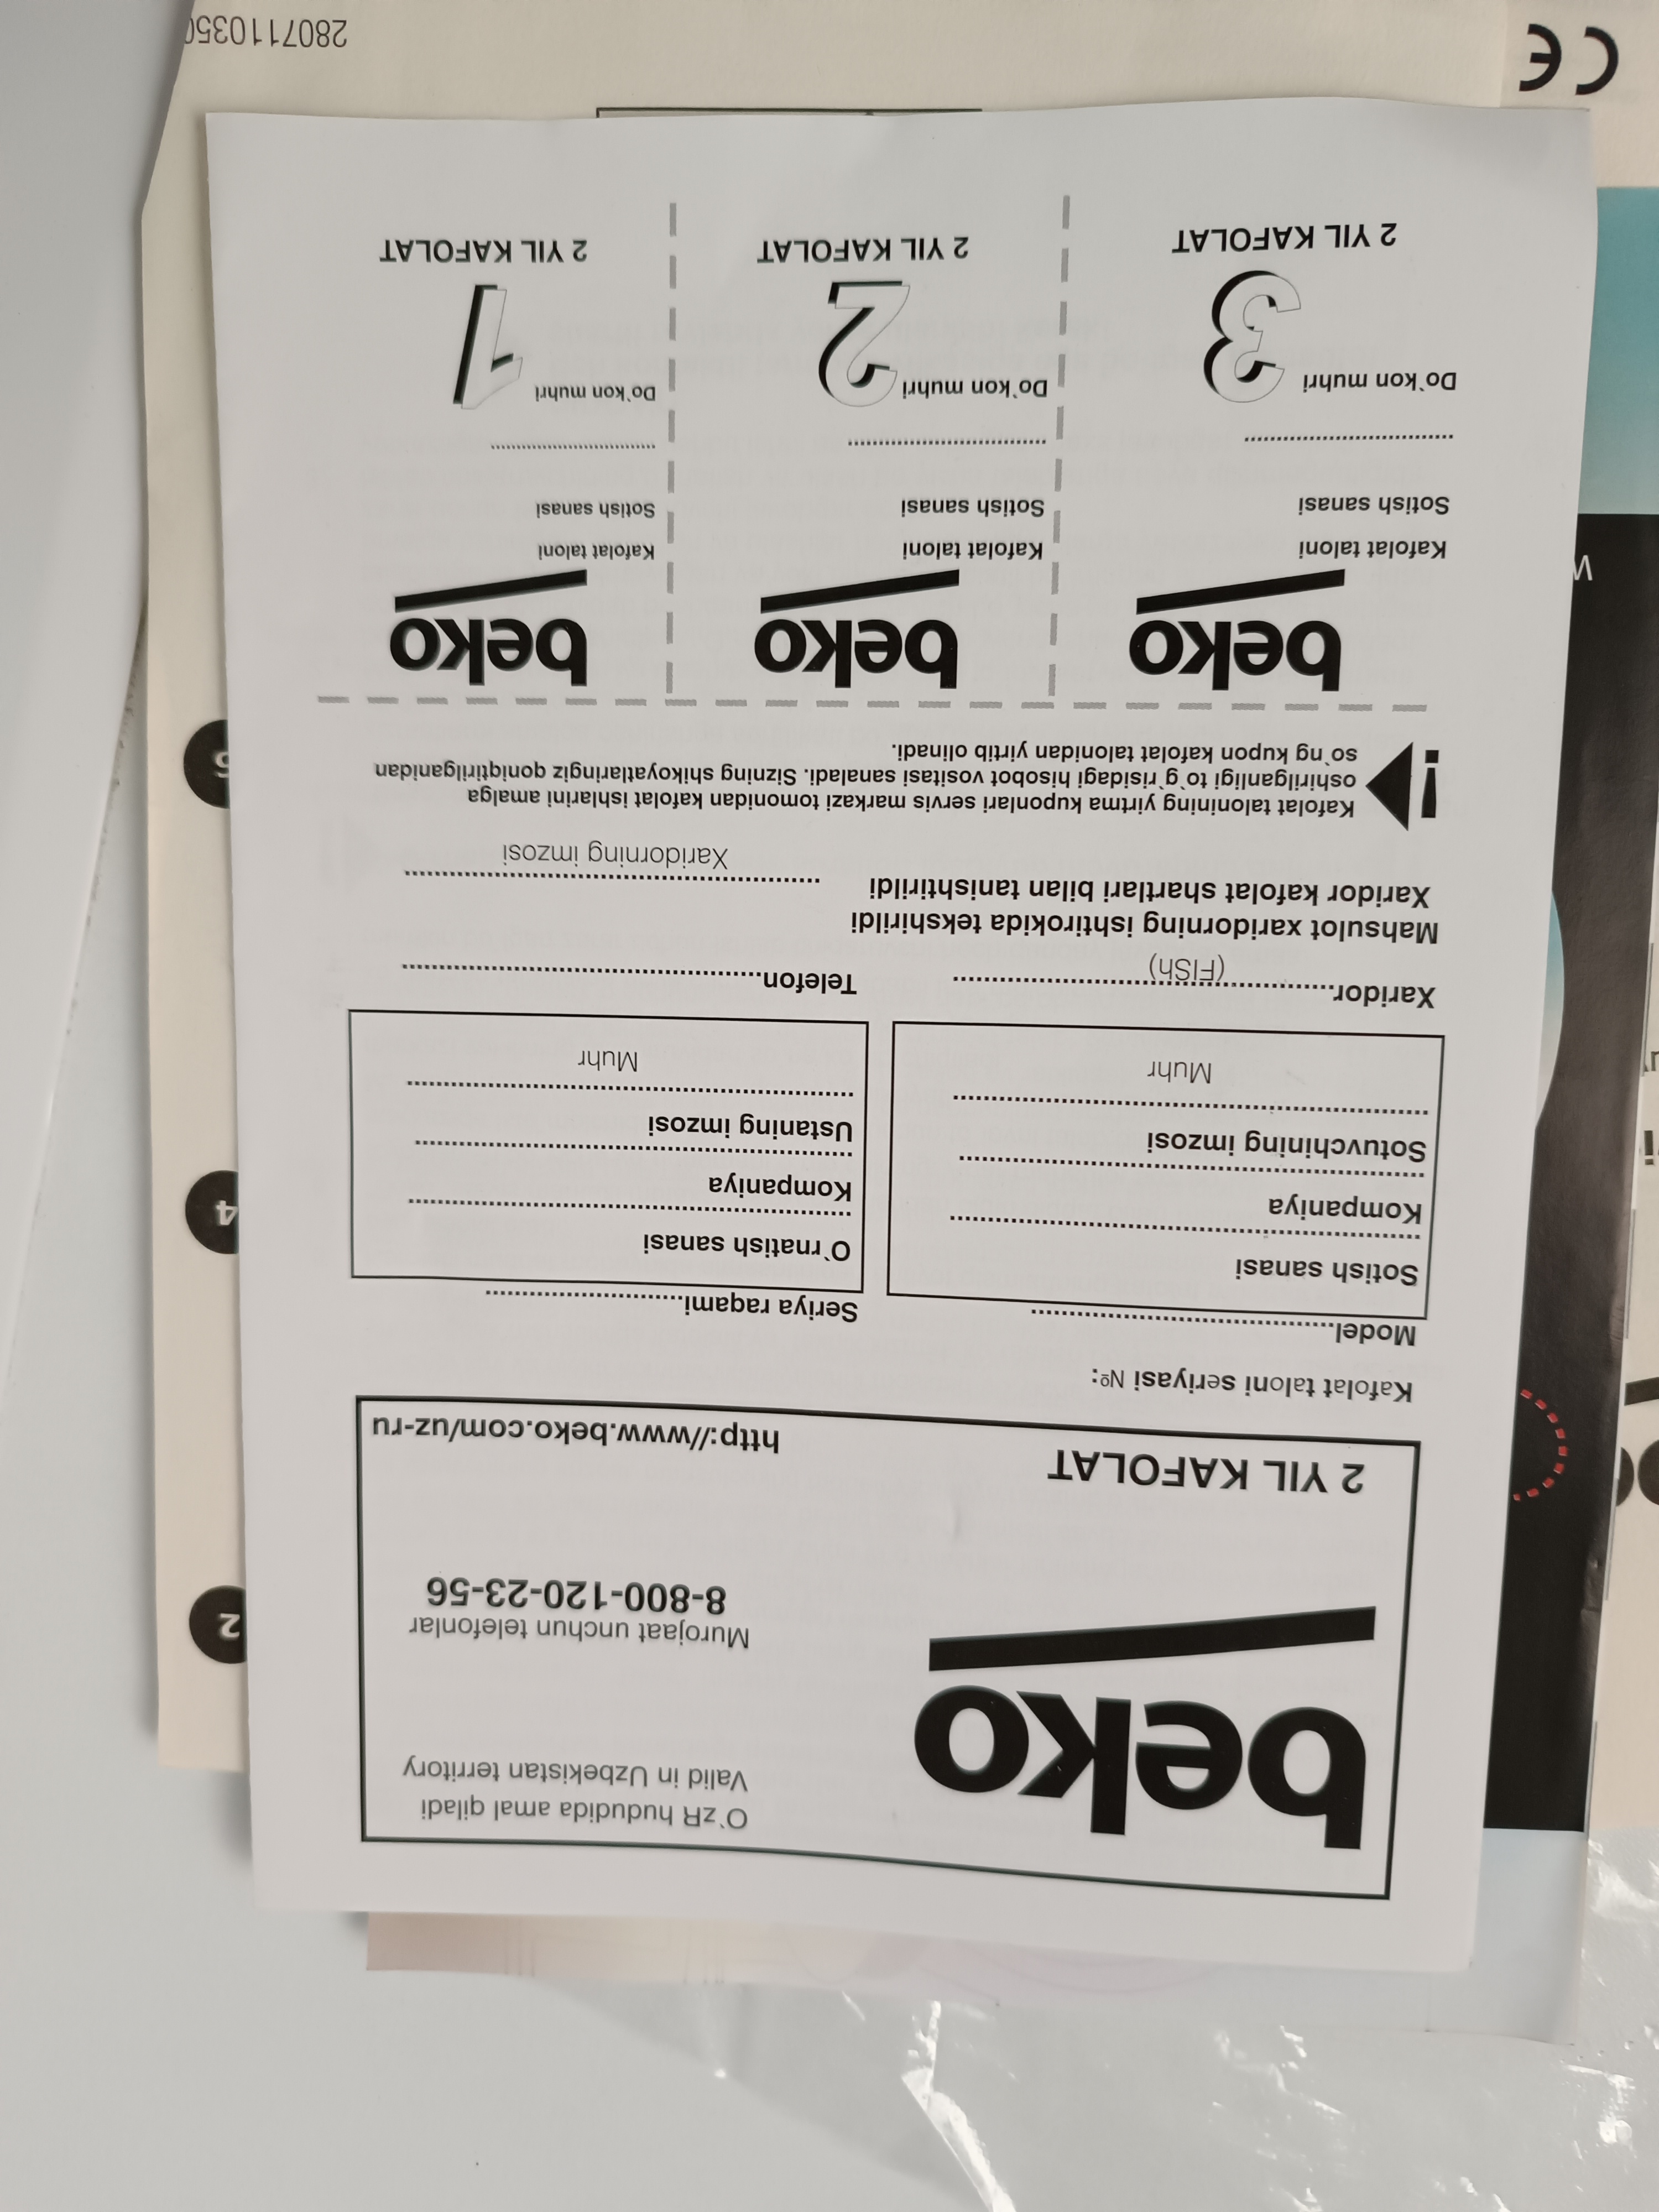 beko
O`zR hududida amal qiladi
Valid in Uzbekistan territory
Murojaat unchun telefonlar
8-800-120-23-56
2 YIL KAFOLAT
http://www.beko.com/uz-ru
Kafolat taloni seriyasi №:
Model
Seriya raqami
Sotish sanasi
Kompaniya
Sotuvchining imzosi
Muhr
O`rnatish sanasi
Kompaniya
Ustaning imzosi
Muhr
Xaridor
(FISh)
Telefon
Mahsulot xaridorning ishtirokida tekshirildi
Xaridor kafolat shartlari bilan tanishtirildi
Xaridorning imzosi
!
Kafolat talonining yirtma kuponlari servis markazi tomonidan kafolat ishlarini amalga
oshirilganligi to`g`risidagi hisobot vositasi sanaladi. Sizning shikoyatlaringiz qoniqtirilganidan
so`ng kupon kafolat talonidan yirtib olinadi.
beko
Kafolat taloni
Sotish sanasi
Do`kon muhri
3
2 YIL KAFOLAT
beko
Kafolat taloni
Sotish sanasi
Do`kon muhri
2
2 YIL KAFOLAT
beko
Kafolat taloni
Sotish sanasi
Do`kon muhri
1
2 YIL KAFOLAT
2
4
CE